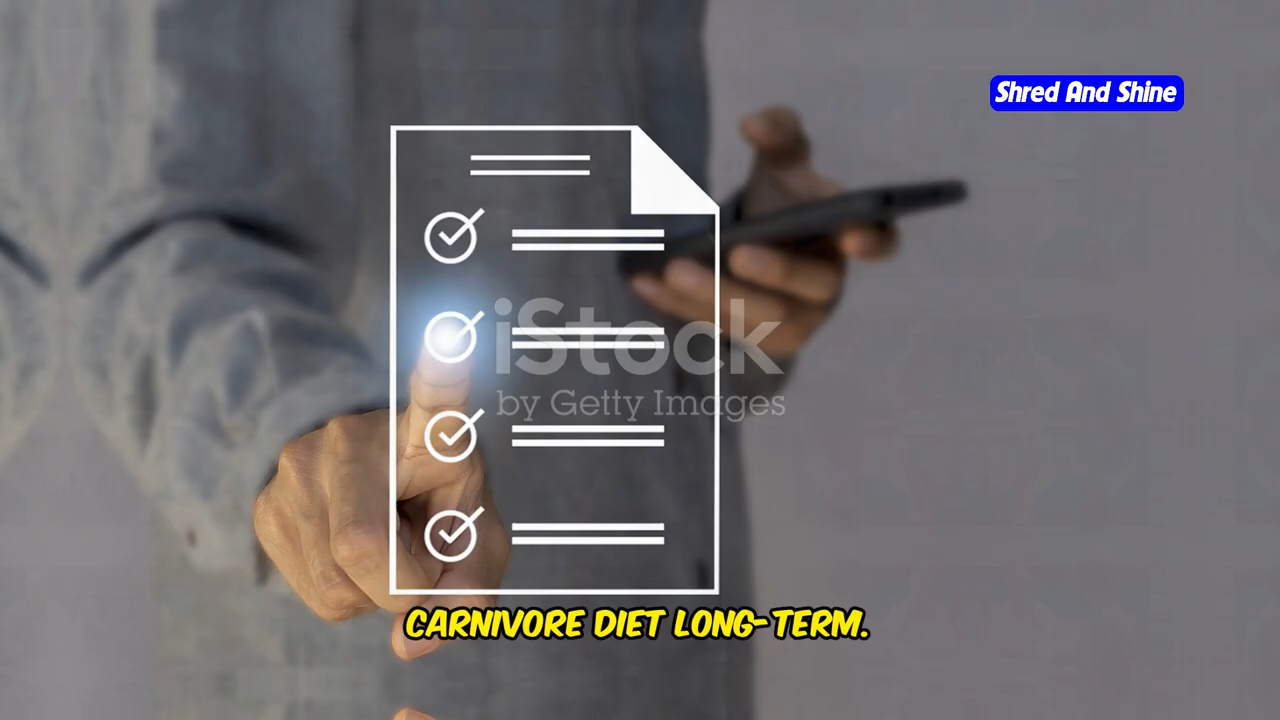 Shred And Shine
iStock
by Getty Images
CARNIVORE DIET LONG-TERM.